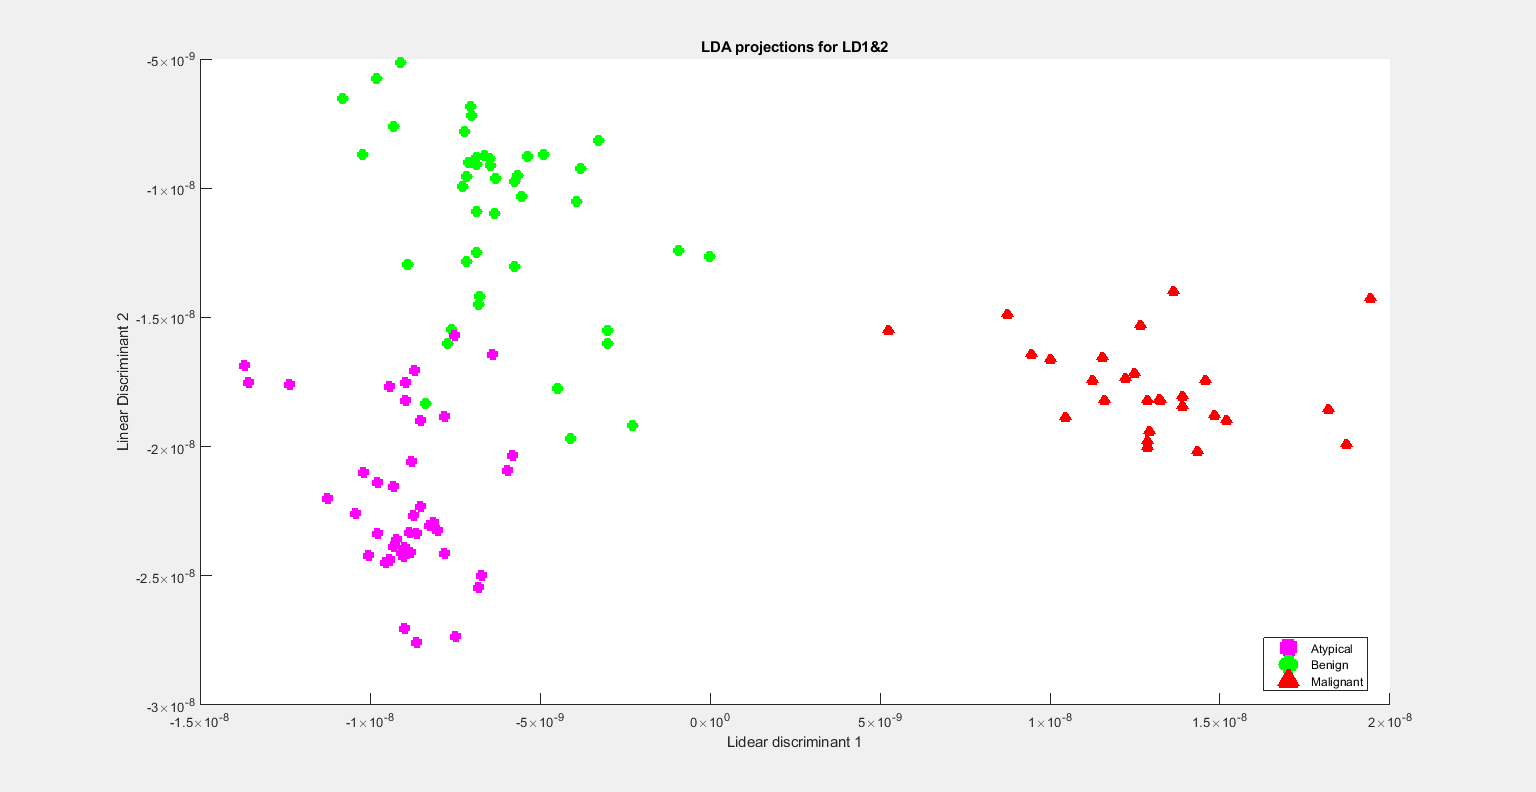 LDA projections for LD1&2
-5×10⁻⁹
-1×10⁻⁸
-1.5×10⁻⁸
-2×10⁻⁸
-2.5×10⁻⁸
-3×10⁻⁸
Linear Discriminant 2
Atypical
Benign
Malignant
-1.5×10⁻⁸ -1×10⁻⁸ -5×10⁻⁹ 0×10⁰ 5×10⁻⁹ 1×10⁻⁸ 1.5×10⁻⁸ 2×10⁻⁸
Lidear discriminant 1